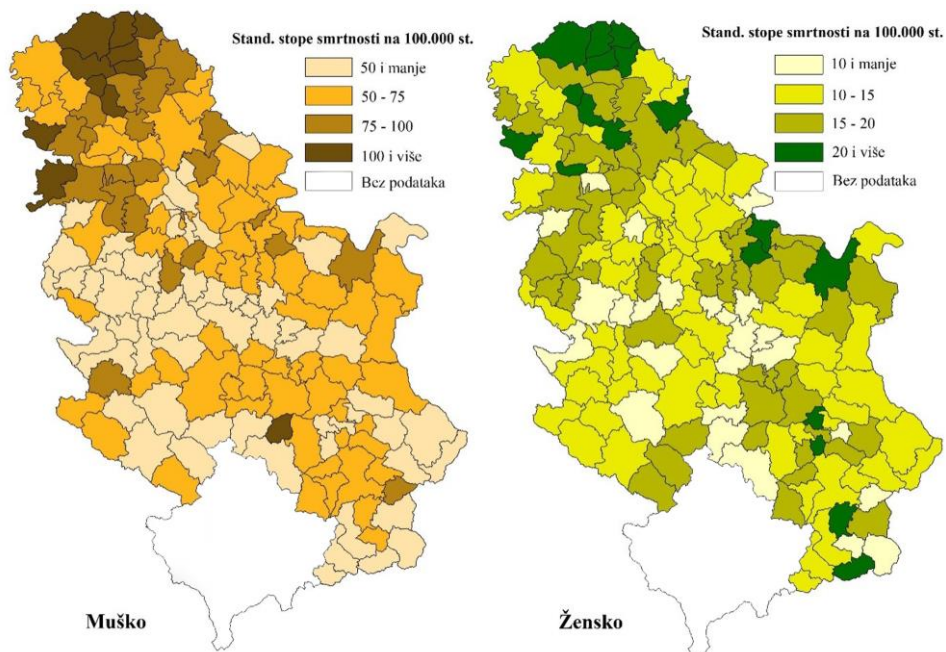 Stand. stope smrtnosti na 100.000 st.
50 i manje
50 - 75
75 - 100
100 i više
Bez podataka
Muško
Stand. stope smrtnosti na 100.000 st.
10 i manje
10 - 15
15 - 20
20 i više
Bez podataka
Žensko